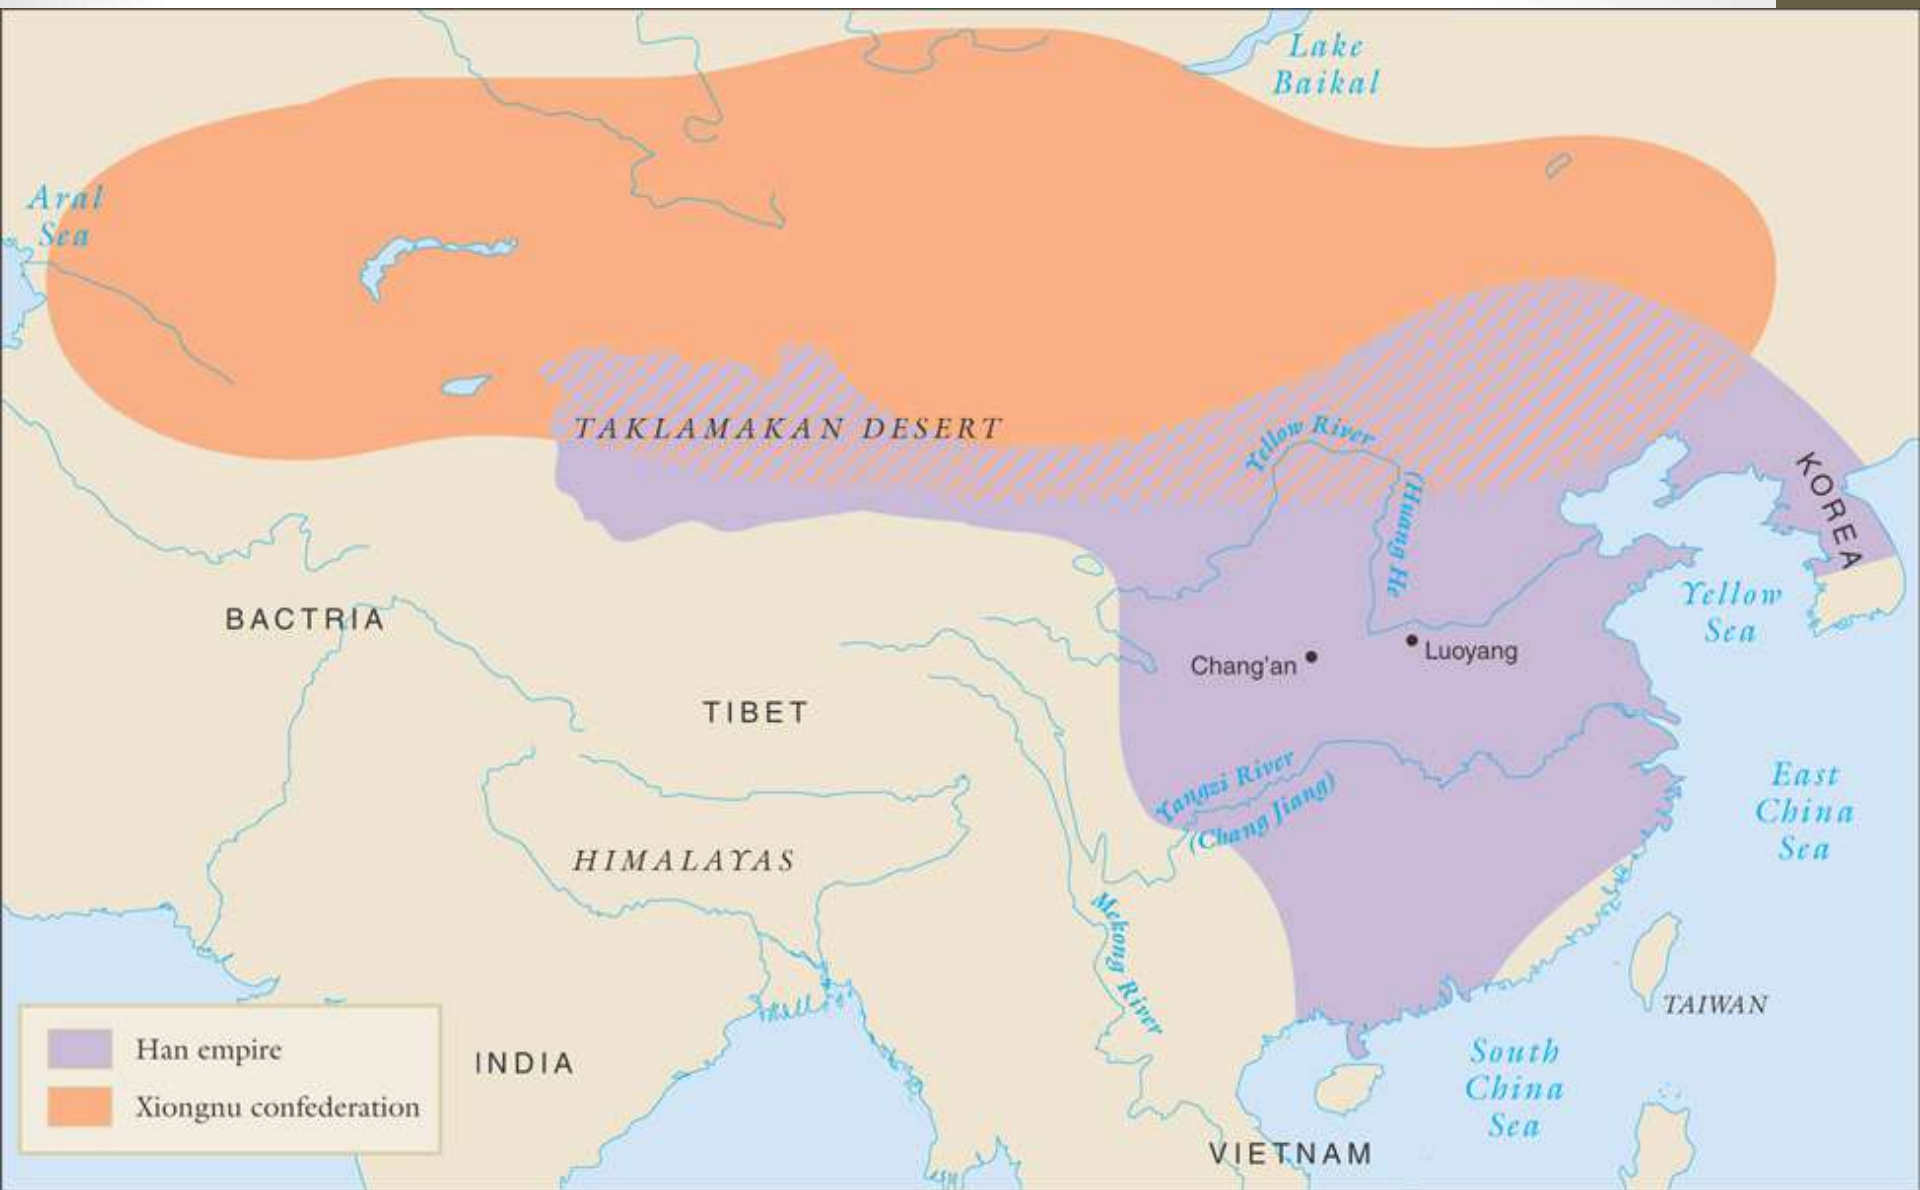 Lake
Baikal
Aral
Sea
TAKLAMAKAN DESERT
Yellow River
(Huang He
KOREA
Yellow
Sea
BACTRIA
Chang'an
Luoyang
TIBET
Yangzi River
(Chang Jiang)
East
China
Sea
HIMALAYAS
Mekong River
TAIWAN
Han empire
Xiongnu confederation
INDIA
South
China
Sea
VIETNAM